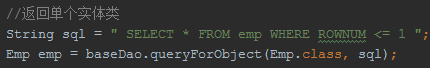 //返回单个实体类
String sql = " SELECT * FROM emp WHERE ROWNUM <= 1 ";
Emp emp = baseDao.queryForObject(Emp.class, sql);